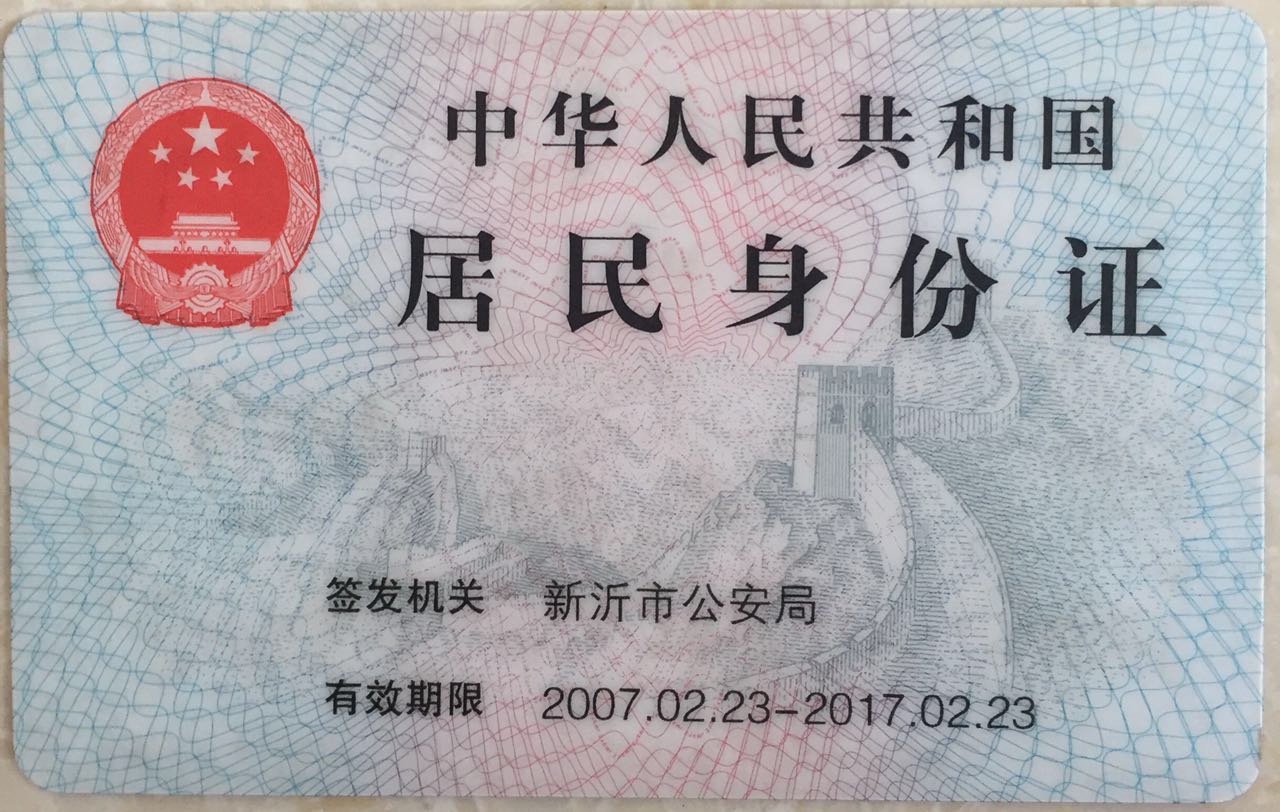 中华人民共和国
居民身份证
签发机关 新沂市公安局
有效期限 2007.02.23-2017.02.23